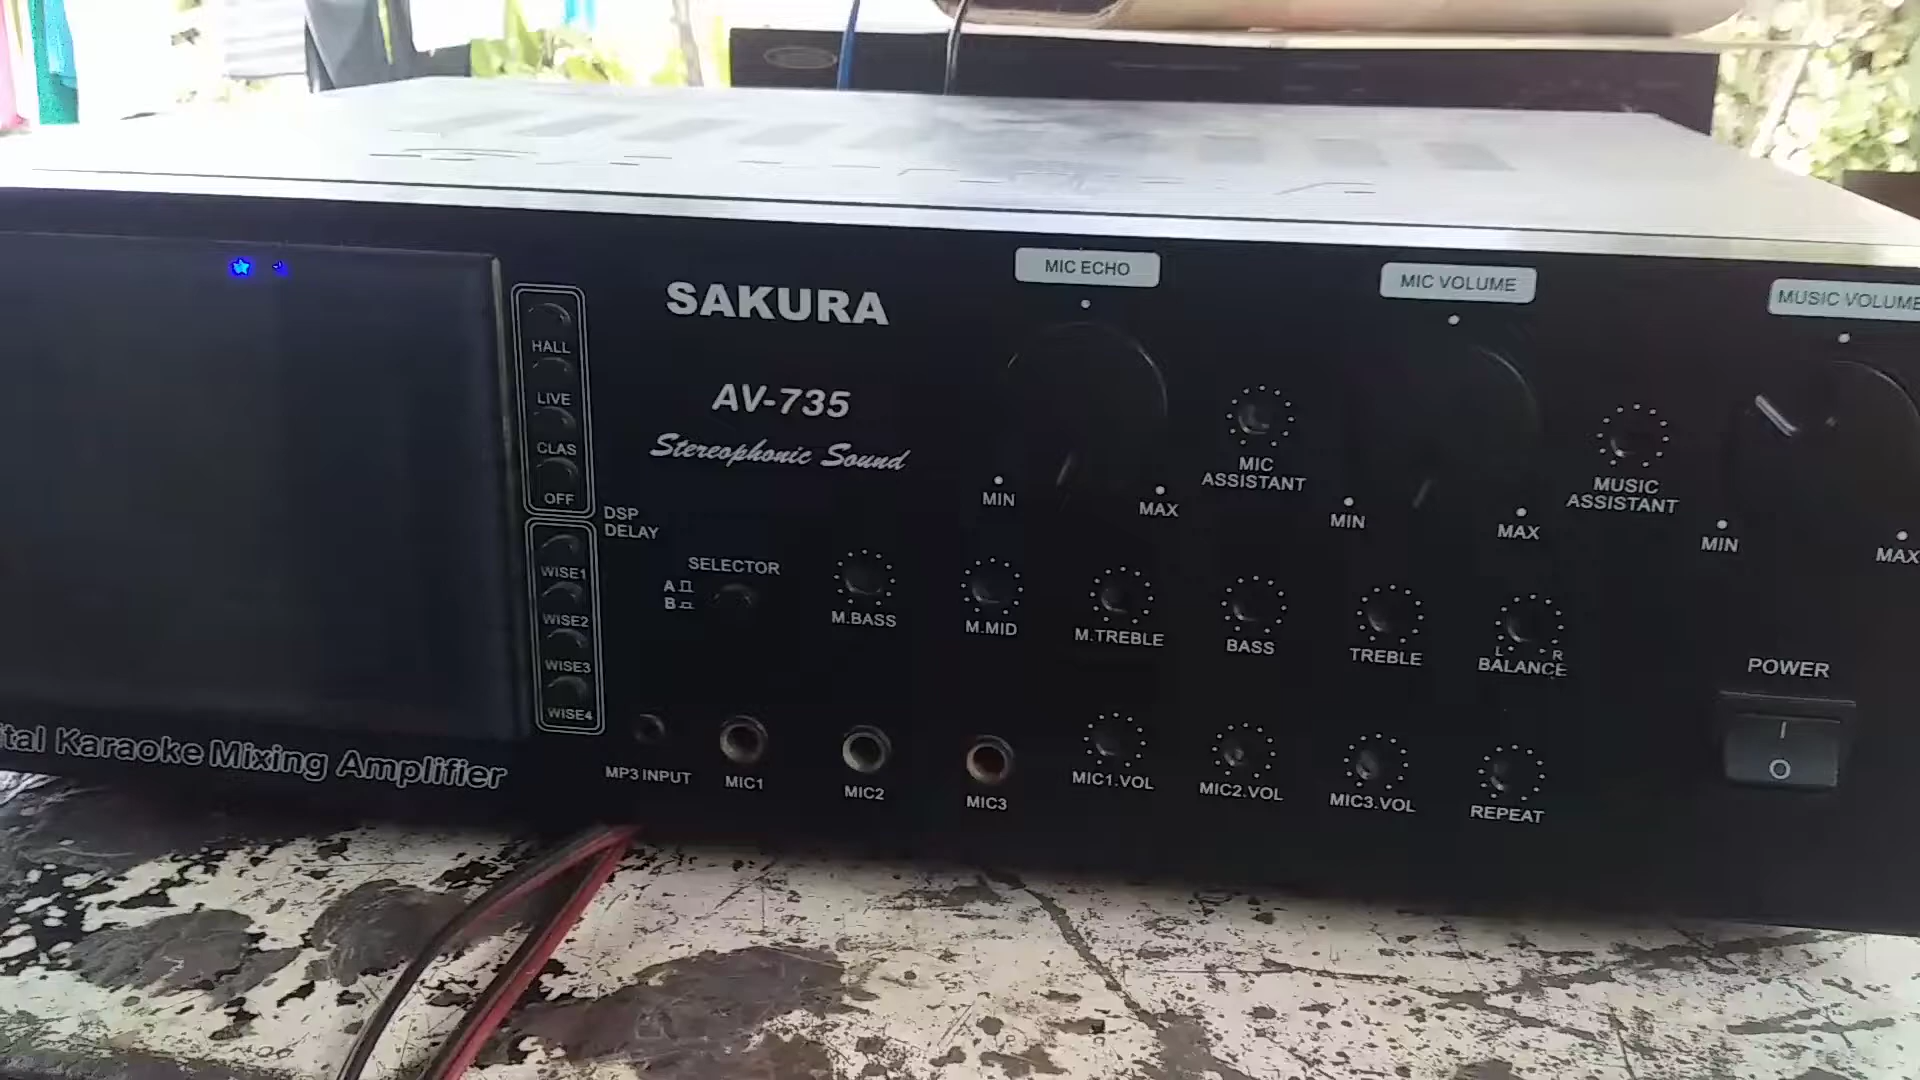 SAKURA
AV-735
Stereophonic Sound
MIC ECHO
MIN
MAX
MIC ASSISTANT
MIC VOLUME
MIN
MAX
MUSIC ASSISTANT
MUSIC VOLUME
MIN
MAX
HALL
LIVE
CLAS
OFF
DSP
DELAY
WISE1
WISE2
WISE3
WISE4
SELECTOR
A
B
M.BASS
M.MID
M.TREBLE
BASS
TREBLE
L R
BALANCE
POWER
I
O
Karaoke Mixing Amplifier
MP3 INPUT
MIC1
MIC2
MIC3
MIC1.VOL
MIC2.VOL
MIC3.VOL
REPEAT